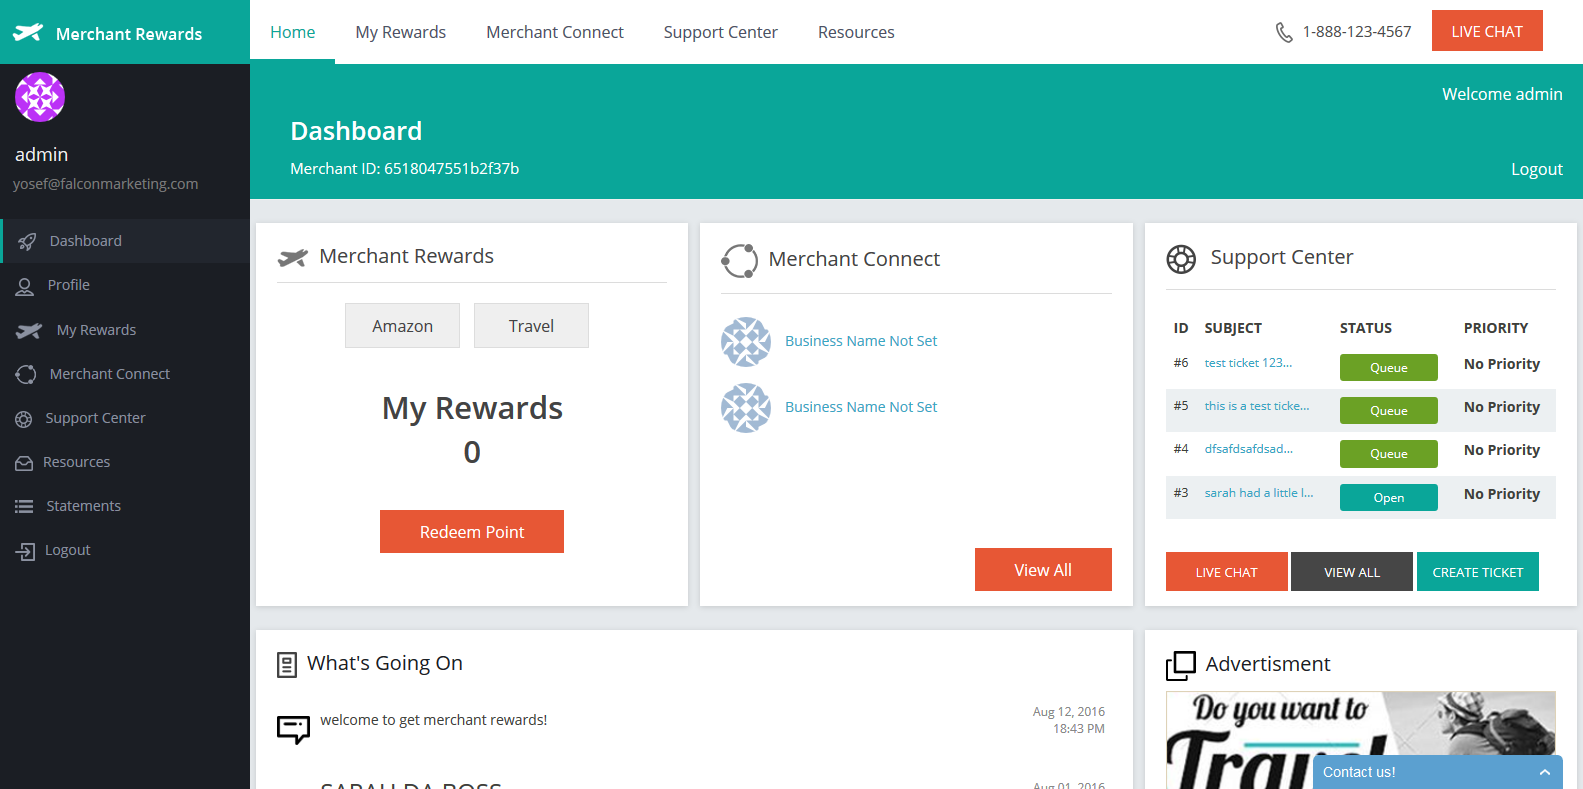 Merchant Rewards
Home
My Rewards
Merchant Connect
Support Center
Resources
1-888-123-4567
LIVE CHAT
admin
yosef@falconmarketing.com
Dashboard
Profile
My Rewards
Merchant Connect
Support Center
Resources
Statements
Logout
Welcome admin
Dashboard
Merchant ID: 6518047551b2f37b
Logout
Merchant Rewards
Amazon
Travel
My Rewards
0
Redeem Point
Merchant Connect
Business Name Not Set
Business Name Not Set
View All
Support Center
ID SUBJECT STATUS PRIORITY
#6 test ticket 123... Queue No Priority
#5 this is a test ticke... Queue No Priority
#4 dfsafdsafdsad... Queue No Priority
#3 sarah had a little l... Open No Priority
LIVE CHAT
VIEW ALL
CREATE TICKET
What's Going On
welcome to get merchant rewards!
Aug 12, 2016
18:43 PM
SARAH DA BOSS
Aug 01, 2016
Advertisment
Do you want to
Travel
Contact us!